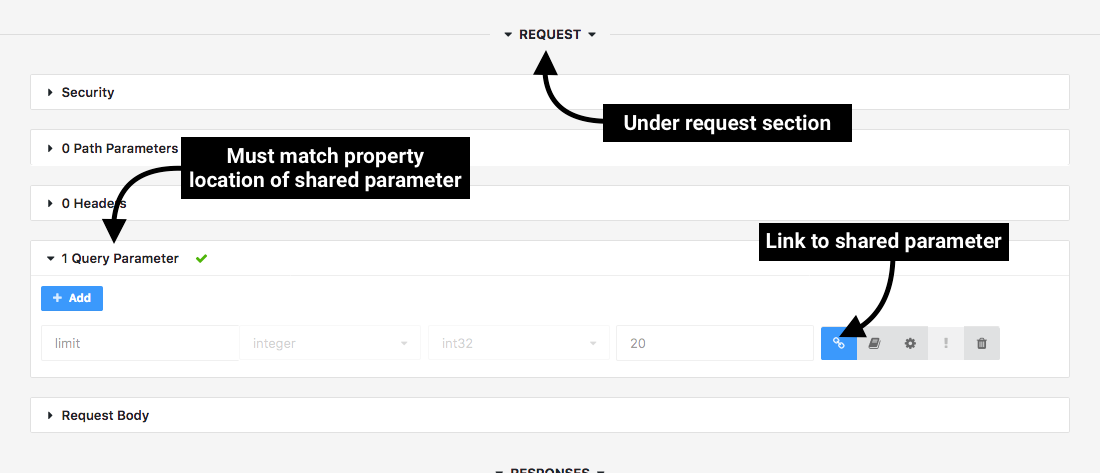 REQUEST
Security
Under request section
0 Path Parameters
Must match property
location of shared parameter
0 Headers
Link to shared parameter
1 Query Parameter
+ Add
limit
integer
int32
20
!
Request Body
RESPONSES